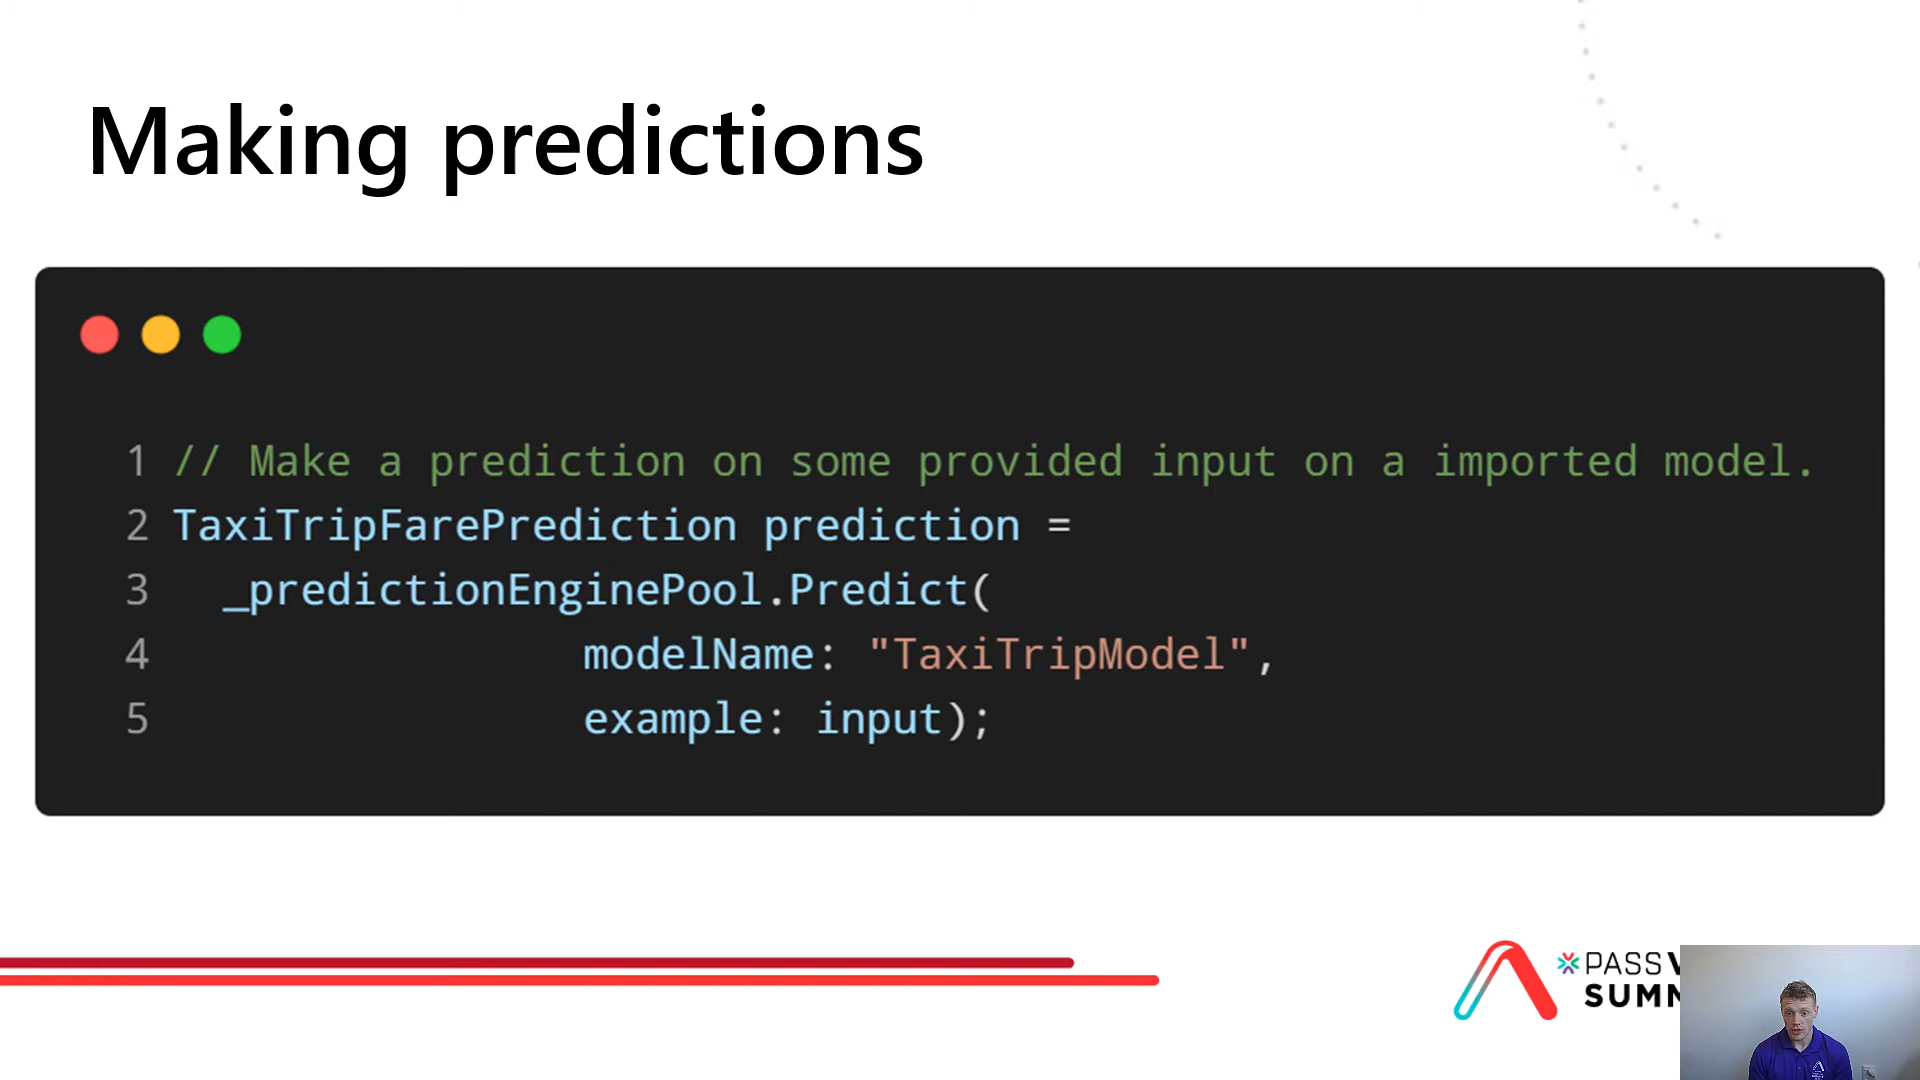 Making predictions
1 // Make a prediction on some provided input on a imported model.
2 TaxiTripFarePrediction prediction =
3 _predictionEnginePool.Predict(
4 modelName: "TaxiTripModel",
5 example: input);
PASS